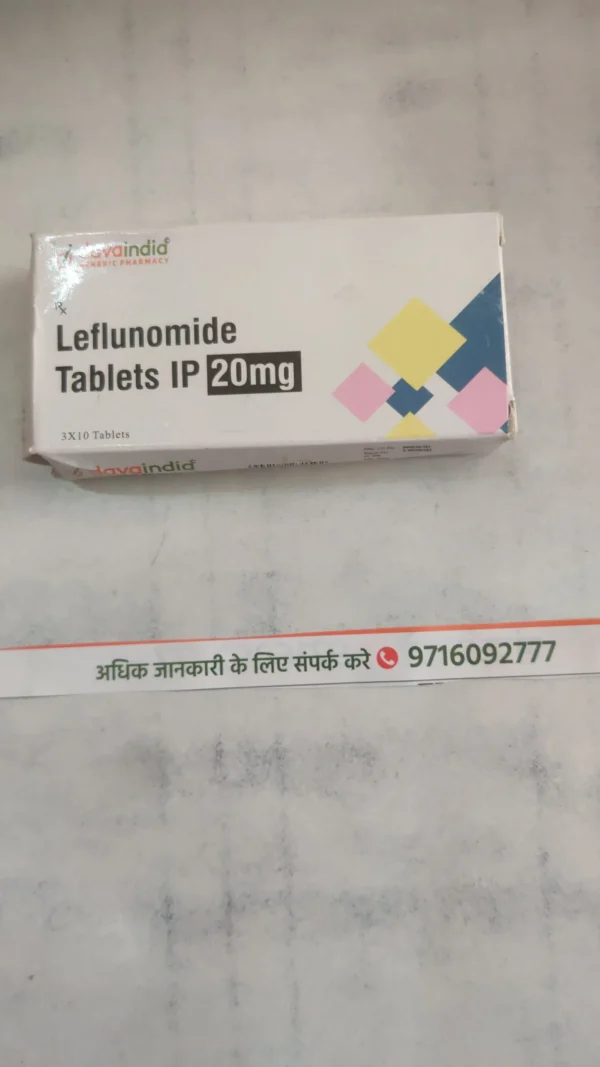 davaindia
GENERIC PHARMACY
Rx
Leflunomide
Tablets IP 20mg
3X10 Tablets
davaindia
अधिक जानकारी के लिए संपर्क करे 9716092777